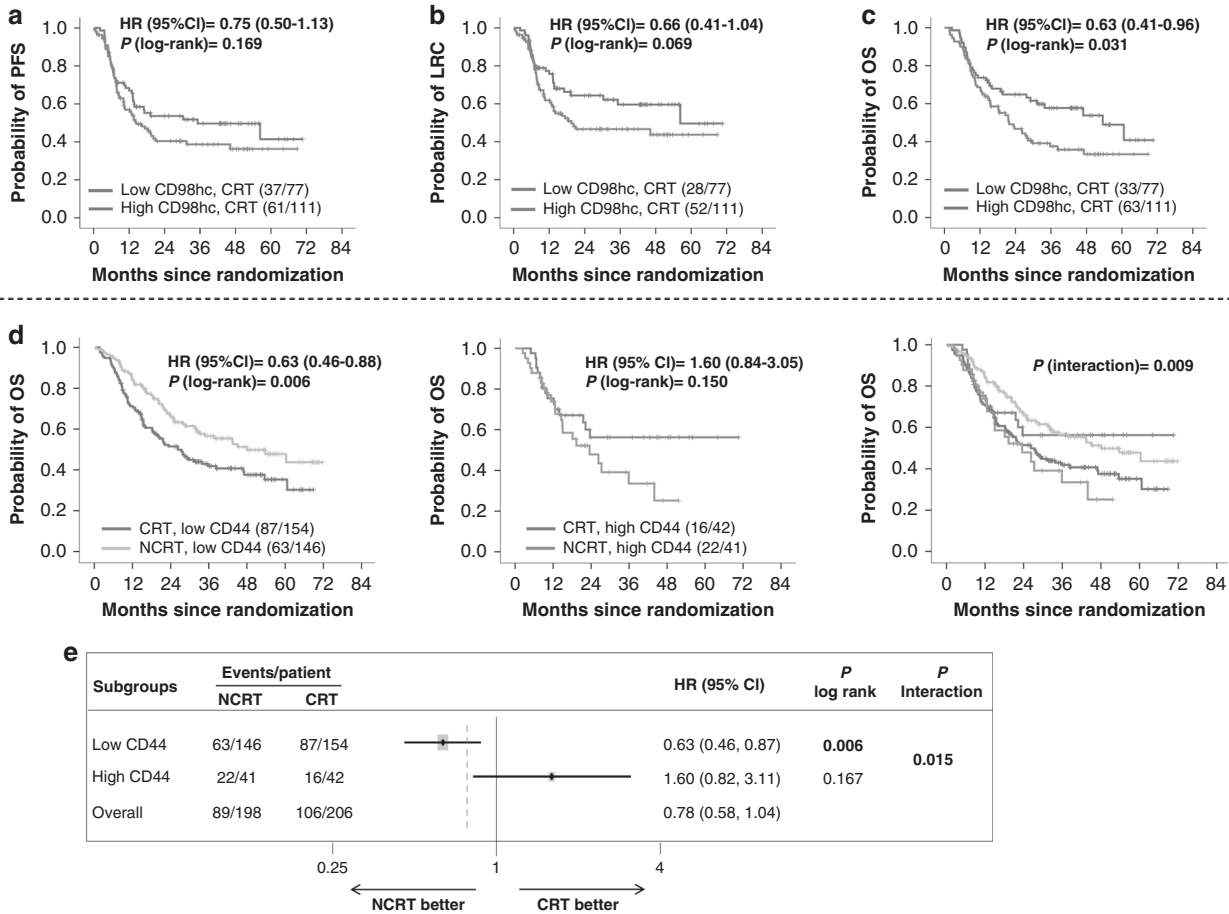 a
HR (95%CI)= 0.75 (0.50-1.13)
P (log-rank)= 0.169
Probability of PFS
1.0
0.8
0.6
0.4
0.2
0.0
Low CD98hc, CRT (37/77)
High CD98hc, CRT (61/111)
0 12 24 36 48 60 72 84
Months since randomization
b
HR (95%CI)= 0.66 (0.41-1.04)
P (log-rank)= 0.069
Probability of LRC
1.0
0.8
0.6
0.4
0.2
0.0
Low CD98hc, CRT (28/77)
High CD98hc, CRT (52/111)
0 12 24 36 48 60 72 84
Months since randomization
c
HR (95%CI)= 0.63 (0.41-0.96)
P (log-rank)= 0.031
Probability of OS
1.0
0.8
0.6
0.4
0.2
0.0
Low CD98hc, CRT (33/77)
High CD98hc, CRT (63/111)
0 12 24 36 48 60 72 84
Months since randomization
d
HR (95%CI)= 0.63 (0.46-0.88)
P (log-rank)= 0.006
Probability of OS
1.0
0.8
0.6
0.4
0.2
0.0
CRT, low CD44 (87/154)
NCRT, low CD44 (63/146)
0 12 24 36 48 60 72 84
Months since randomization
HR (95% CI)= 1.60 (0.84-3.05)
P (log-rank)= 0.150
Probability of OS
1.0
0.8
0.6
0.4
0.2
0.0
CRT, high CD44 (16/42)
NCRT, high CD44 (22/41)
0 12 24 36 48 60 72 84
Months since randomization
P (interaction)= 0.009
Probability of OS
1.0
0.8
0.6
0.4
0.2
0.0
0 12 24 36 48 60 72 84
Months since randomization
e
Subgroups Events/patient HR (95% CI) P log rank P Interaction
NCRT CRT
Low CD44 63/146 87/154 0.63 (0.46, 0.87) 0.006
0.015
High CD44 22/41 16/42 1.60 (0.82, 3.11) 0.167
Overall 89/198 106/206 0.78 (0.58, 1.04)
0.25 1 4
NCRT better CRT better